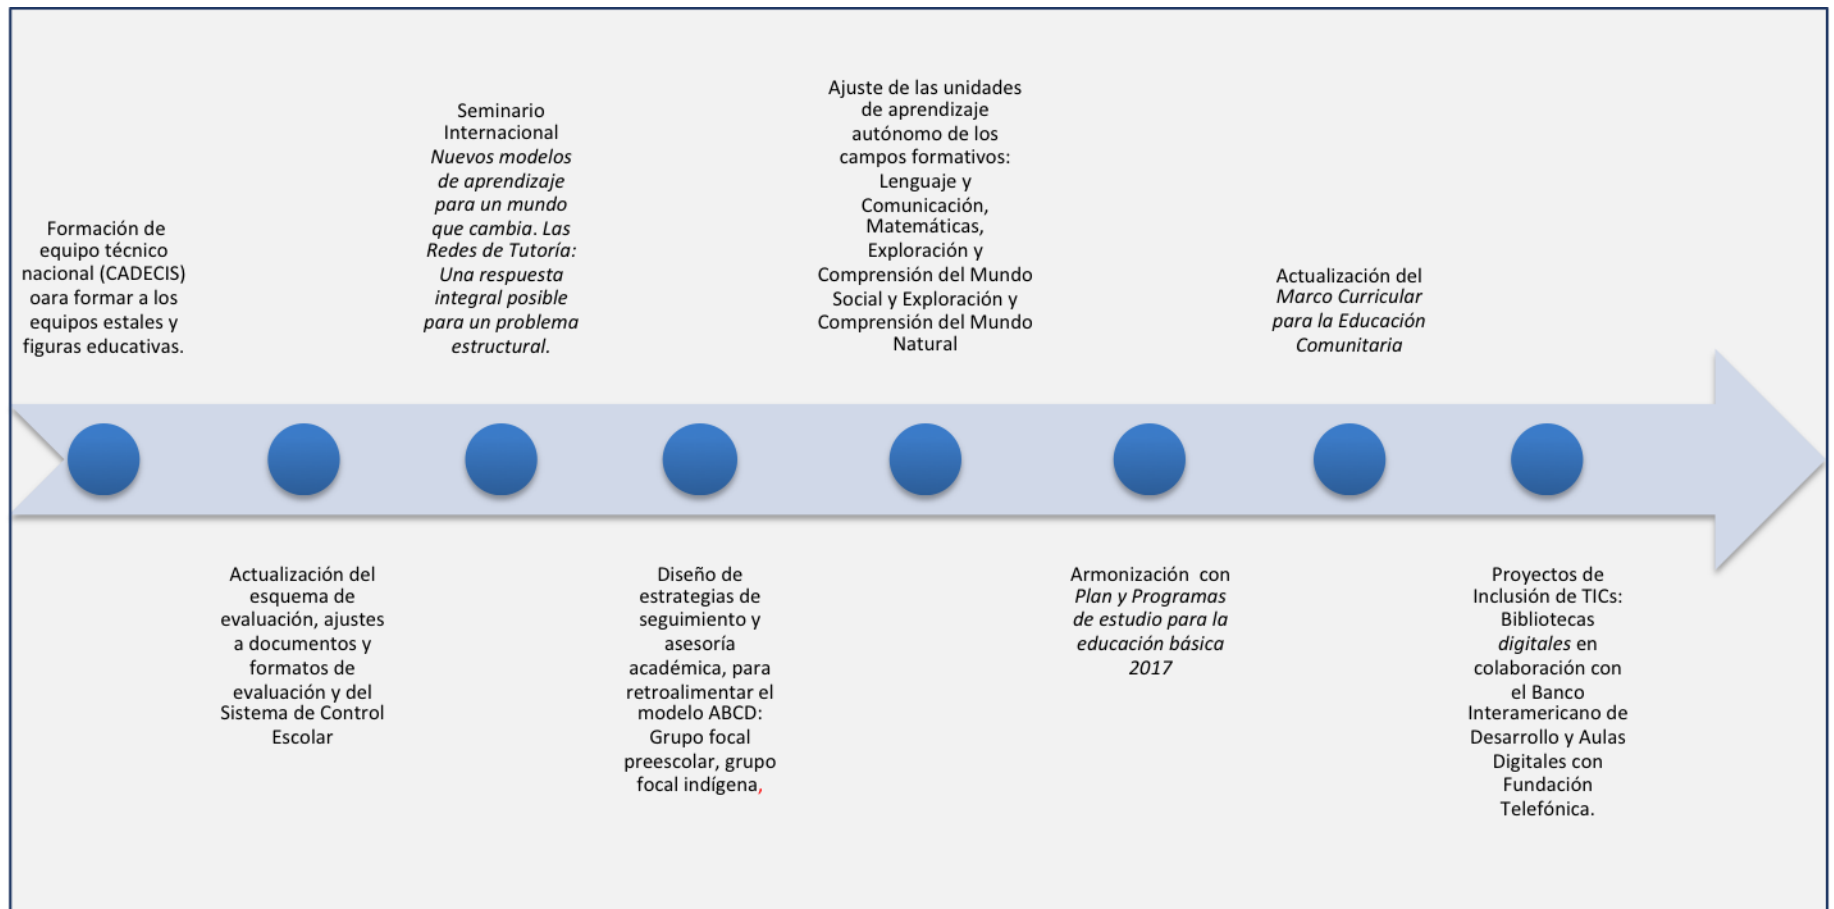 Formación de
equipo técnico
nacional (CADECIS)
oara formar a los
equipos estales y
figuras educativas.
Actualización del
esquema de
evaluación, ajustes
a documentos y
formatos de
evaluación y del
Sistema de Control
Escolar
Seminario
Internacional
Nuevos modelos
de aprendizaje
para un mundo
que cambia. Las
Redes de Tutoría:
Una respuesta
integral posible
para un problema
estructural.
Diseño de
estrategias de
seguimiento y
asesoría
académica, para
retroalimentar el
modelo ABCD:
Grupo focal
preescolar, grupo
focal indígena,
Ajuste de las unidades
de aprendizaje
autónomo de los
campos formativos:
Lenguaje y
Comunicación,
Matemáticas,
Exploración y
Comprensión del Mundo
Social y Exploración y
Comprensión del Mundo
Natural
Armonización con
Plan y Programas
de estudio para la
educación básica
2017
Actualización del
Marco Curricular
para la Educación
Comunitaria
Proyectos de
Inclusión de TICs:
Bibliotecas
digitales en
colaboración con
el Banco
Interamericano de
Desarrollo y Aulas
Digitales con
Fundación
Telefónica.